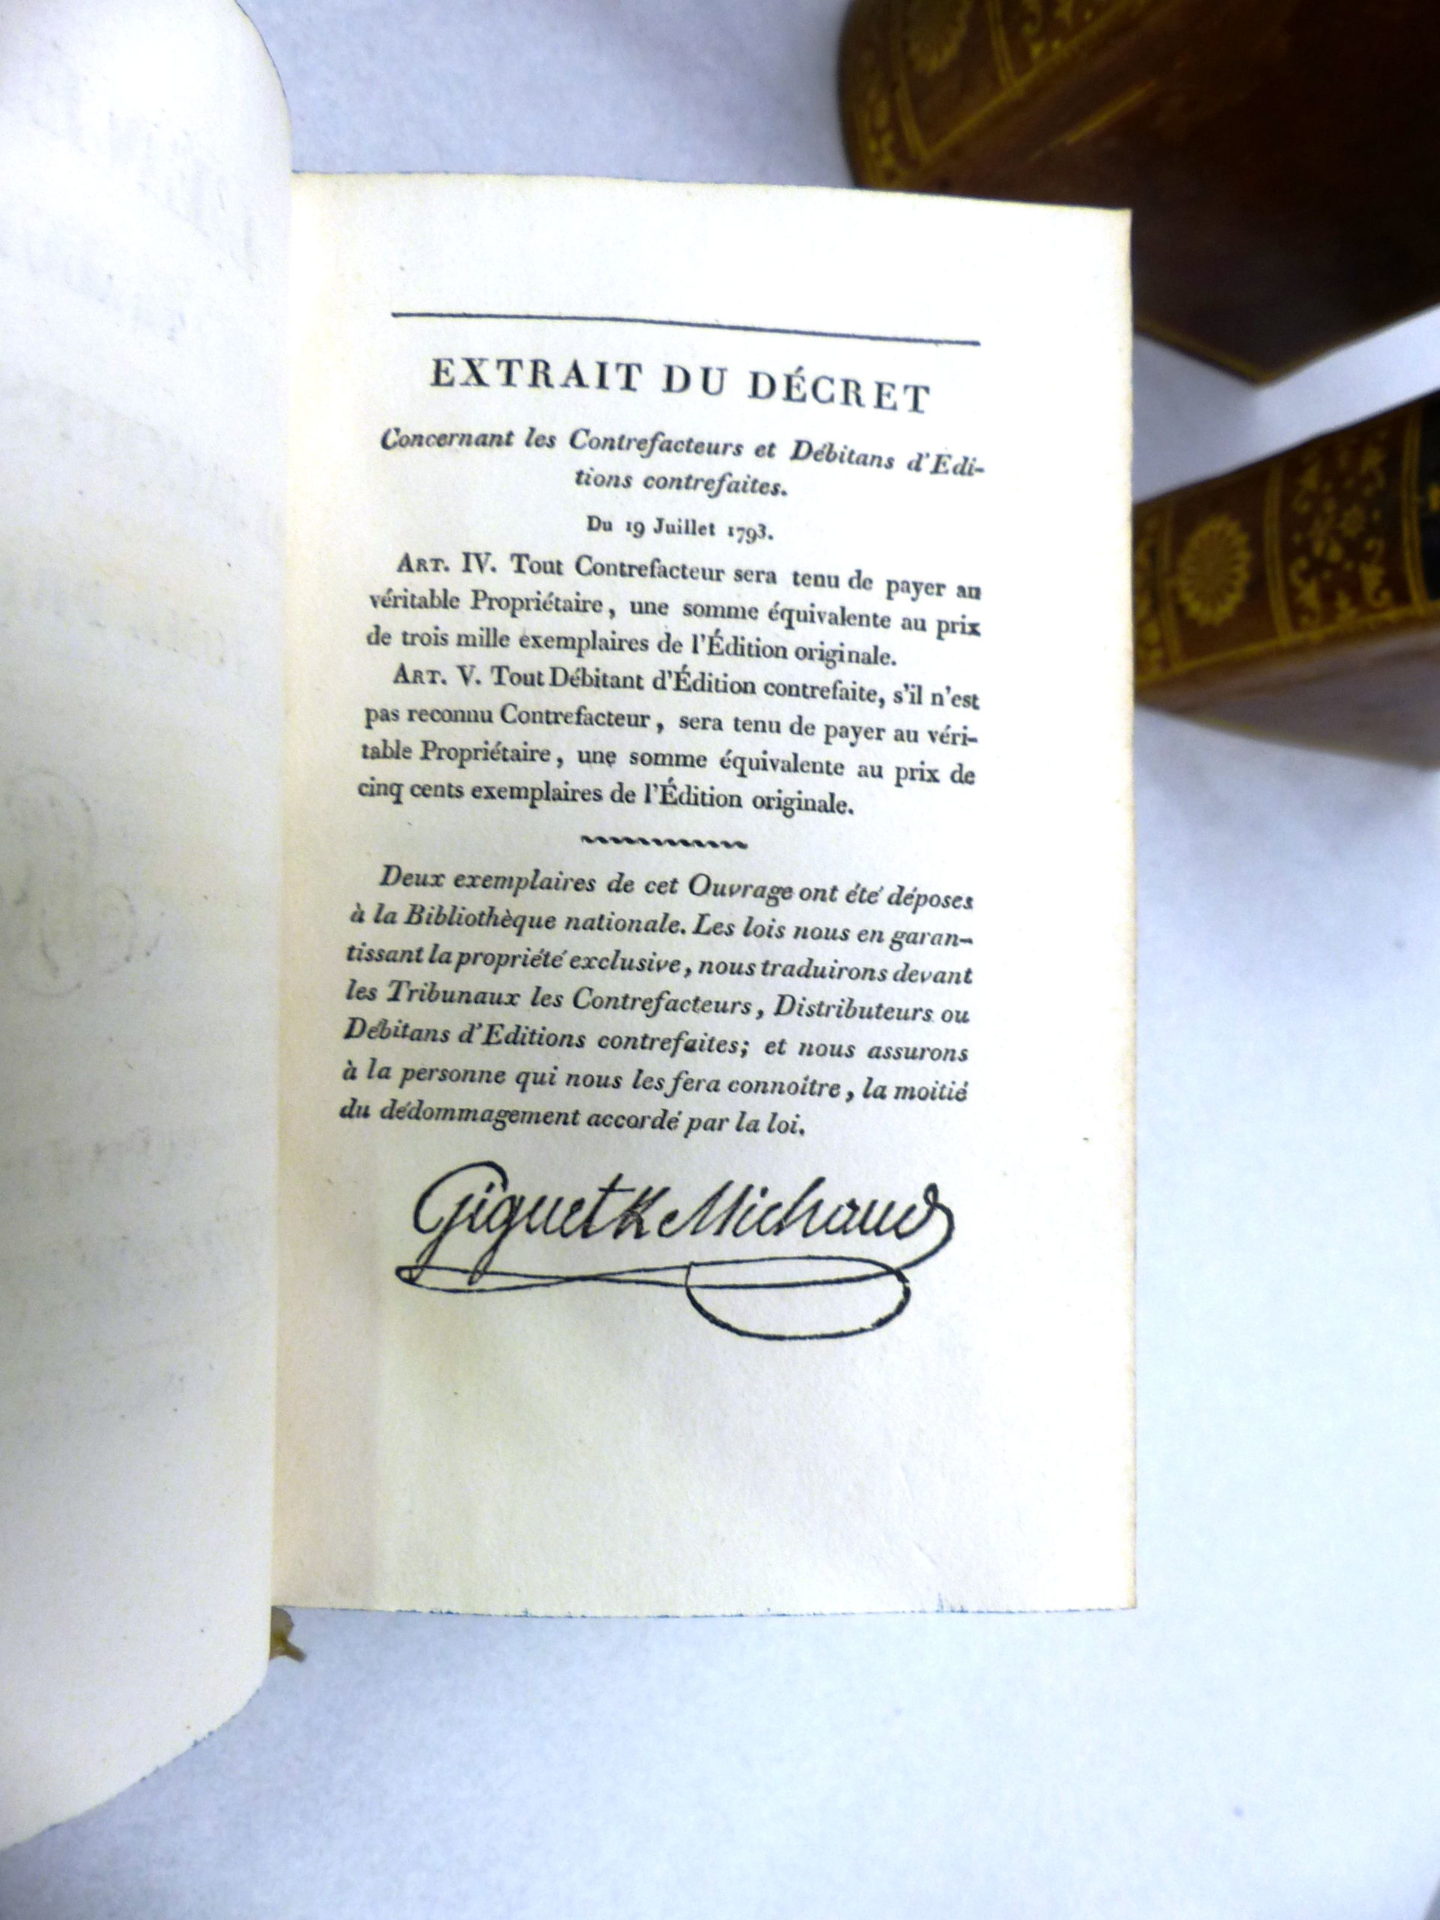 EXTRAIT DU DÉCRET
Concernant les Contrefacteurs et Débitans d'Edi-
tions contrefaites.
Du 19 Juillet 1793.
ART. IV. Tout Contrefacteur sera tenu de payer au
véritable Propriétaire, une somme équivalente au prix
de trois mille exemplaires de l'Édition originale.
ART. V. Tout Débitant d'Édition contrefaite, s'il n'est
pas reconnu Contrefacteur, sera tenu de payer au véri-
table Propriétaire, une somme équivalente au prix de
cinq cents exemplaires de l'Édition originale.
Deux exemplaires de cet Ouvrage ont été déposes
à la Bibliothèque nationale. Les lois nous en garan-
tissant la propriété exclusive, nous traduirons devant
les Tribunaux les Contrefacteurs, Distributeurs ou
Débitans d'Editions contrefaites; et nous assurons
à la personne qui nous les fera connoître, la moitié
du dédommagement accordé par la loi.
Giguet & Michaud